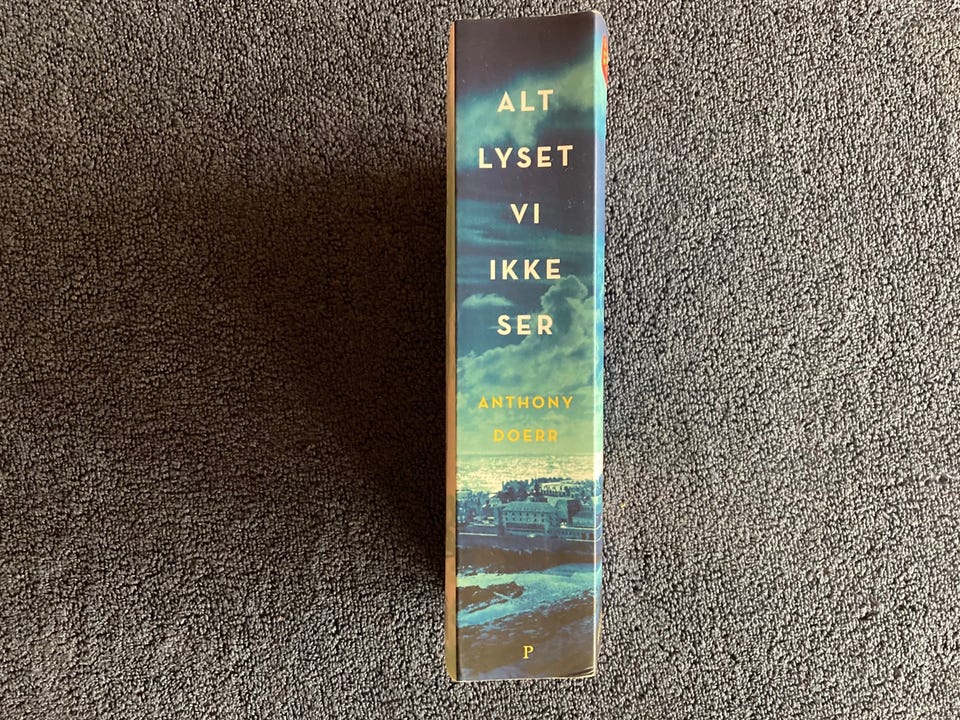 ALT
LYSET
VI
IKKE
SER
ANTHONY
DOERR
P